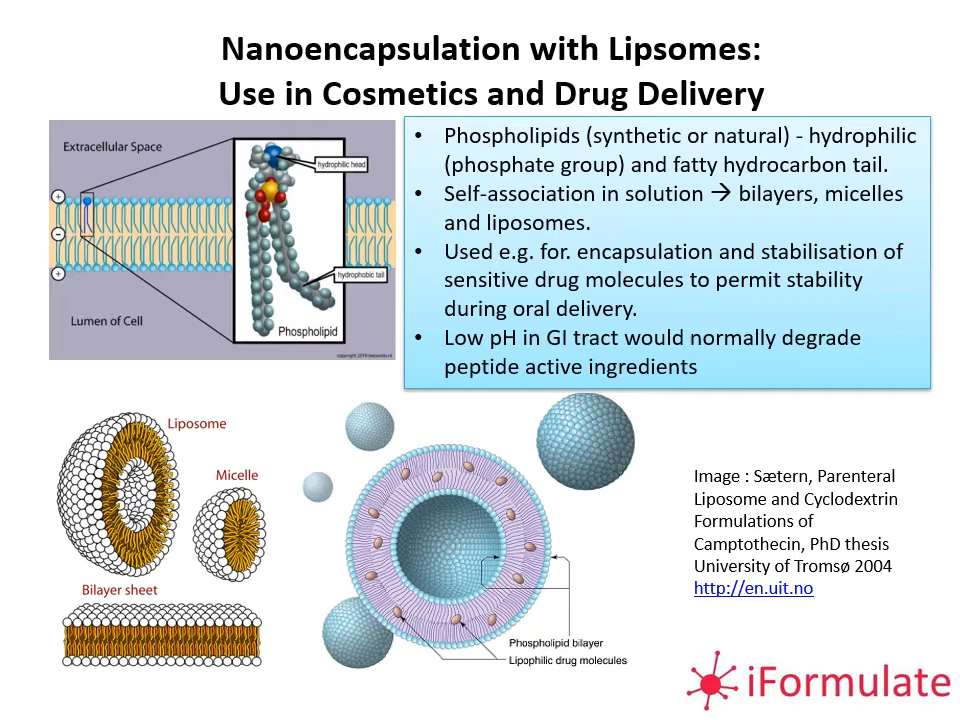 Nanoencapsulation with Lipsomes:
Use in Cosmetics and Drug Delivery
Extracellular Space
hydrophilic head
+
−
+
hydrophobic tail
Lumen of Cell
Phospholipid
• Phospholipids (synthetic or natural) - hydrophilic
(phosphate group) and fatty hydrocarbon tail.
• Self-association in solution → bilayers, micelles
and liposomes.
• Used e.g. for. encapsulation and stabilisation of
sensitive drug molecules to permit stability
during oral delivery.
• Low pH in GI tract would normally degrade
peptide active ingredients
Liposome
Micelle
Bilayer sheet
Phospholipid bilayer
Lipophilic drug molecules
Image : Sætern, Parenteral
Liposome and Cyclodextrin
Formulations of
Camptothecin, PhD thesis
University of Tromsø 2004
http://en.uit.no
iFormulate